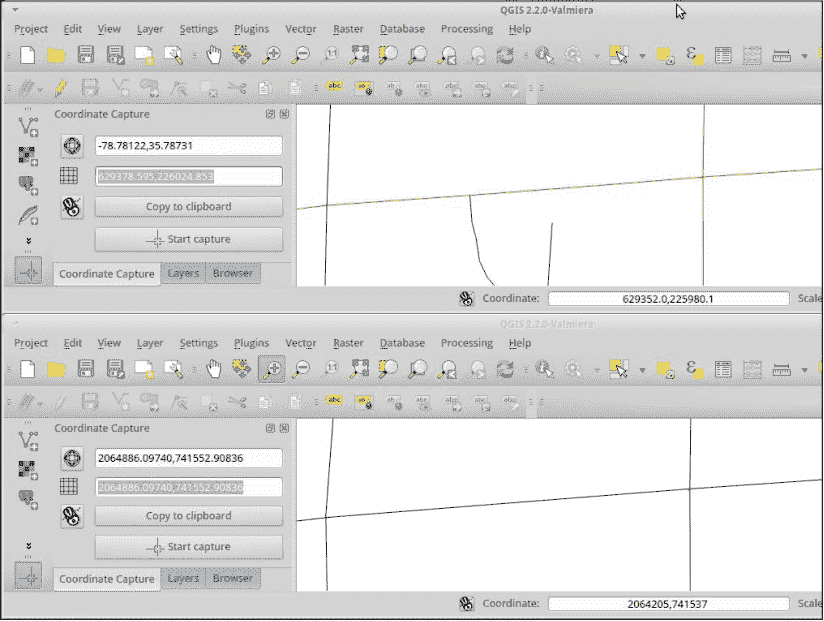 QGIS 2.2.0-Valmiera
Project Edit View Layer Settings Plugins Vector Raster Database Processing Help
abc
Coordinate Capture
-78.78122,35.78731
629378.595,226024.853
Copy to clipboard
Start capture
Coordinate Capture Layers Browser
Coordinate: 629352.0,225980.1 Scale
QGIS 2.2.0-Valmiera
Project Edit View Layer Settings Plugins Vector Raster Database Processing Help
abc
Coordinate Capture
2064886.09740,741552.90836
2064886.09740,741552.90836
Copy to clipboard
Start capture
Coordinate Capture Layers Browser
Coordinate: 2064205,741537 Scale